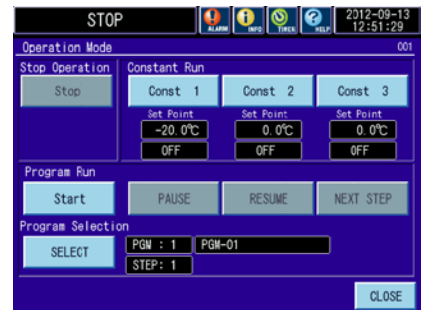 STOP
ALARM
INFO
TIMER
HELP
2012-09-13
12:51:29
Operation Mode
001
Stop Operation
Constant Run
Stop
Const 1
Const 2
Const 3
Set Point
Set Point
Set Point
-20.0℃
0.0℃
0.0℃
OFF
OFF
OFF
Program Run
Start
PAUSE
RESUME
NEXT STEP
Program Selection
SELECT
PGM : 1
PGM-01
STEP: 1
CLOSE